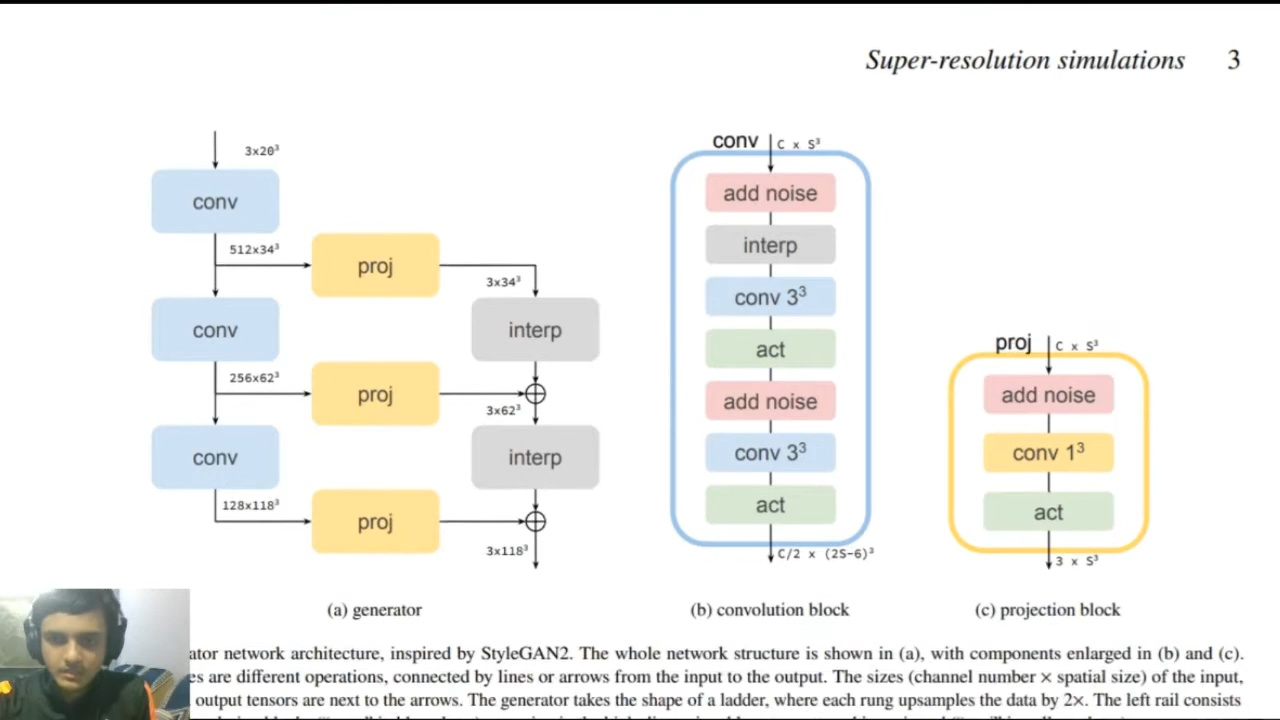 Super-resolution simulations 3
3x20³
conv
512x34³
proj
3x34³
conv
interp
256x62³
proj
3x62³
conv
interp
128x118³
proj
3x118³
(a) generator
conv C x S³
add noise
interp
conv 3³
act
add noise
conv 3³
act
C/2 x (2S-6)³
(b) convolution block
proj C x S³
add noise
conv 1³
act
3 x S³
(c) projection block
ator network architecture, inspired by StyleGAN2. The whole network structure is shown in (a), with components enlarged in (b) and (c).
es are different operations, connected by lines or arrows from the input to the output. The sizes (channel number × spatial size) of the input,
output tensors are next to the arrows. The generator takes the shape of a ladder, where each rung upsamples the data by 2×. The left rail consists